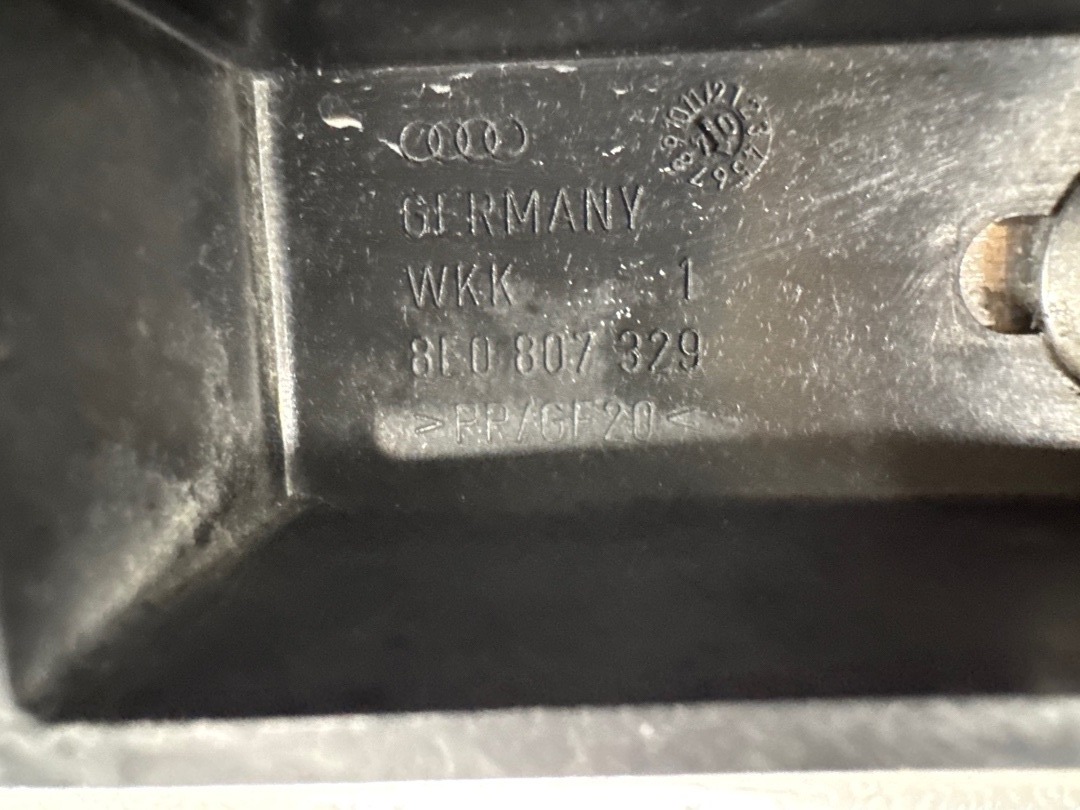 GERMANY
WKK 1
8E0 807 329
>PP/GF20<